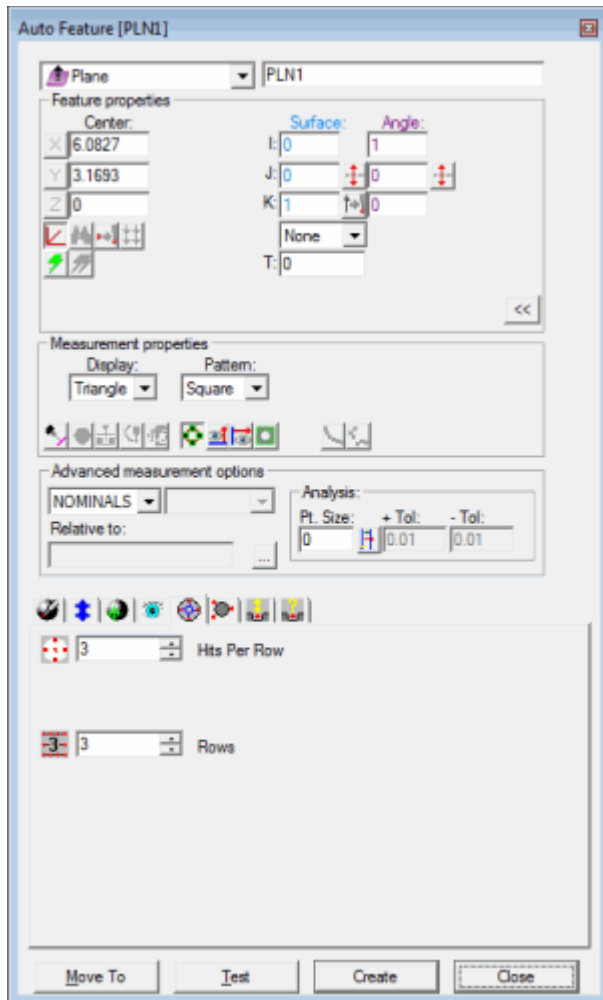 Auto Feature [PLN1]
Plane PLN1
Feature properties
Center: Surface: Angle:
X 6.0827 I: 0 1
Y 3.1693 J: 0 0
Z 0 K: 1 0
None
T: 0
<<
Measurement properties
Display: Pattern:
Triangle Square
Advanced measurement options
NOMINALS Analysis:
Pt. Size: + Tol: - Tol:
Relative to: 0 0.01 0.01
...
3 Hits Per Row
-3- 3 Rows
Move To Test Create Close